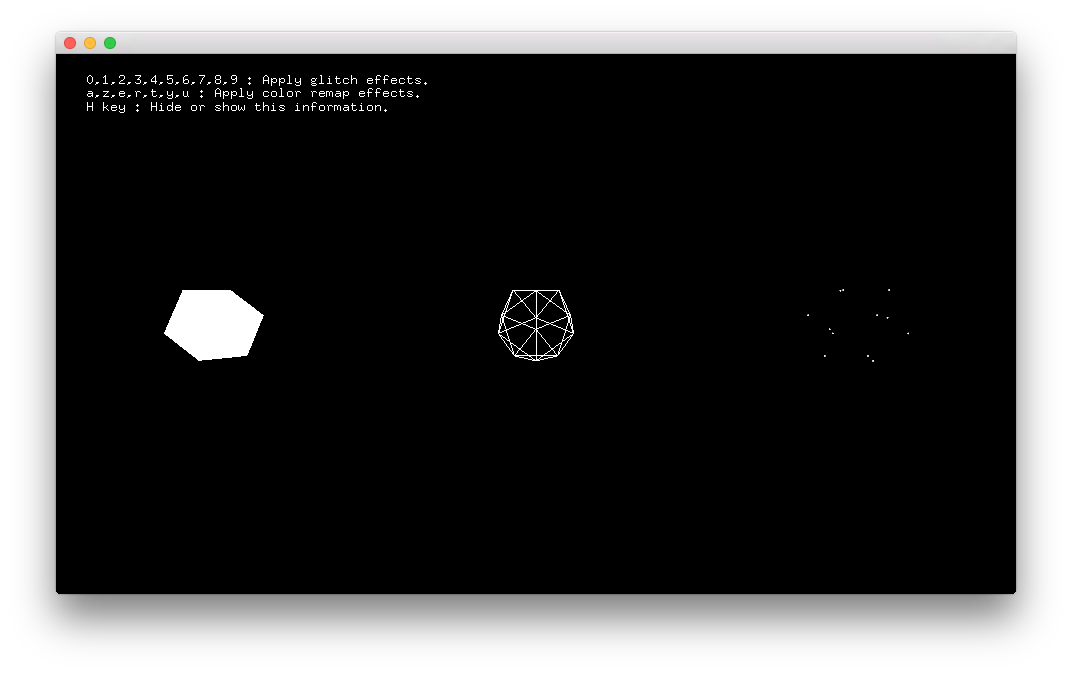 0,1,2,3,4,5,6,7,8,9 : Apply glitch effects.
a,z,e,r,t,y,u : Apply color remap effects.
H key : Hide or show this information.